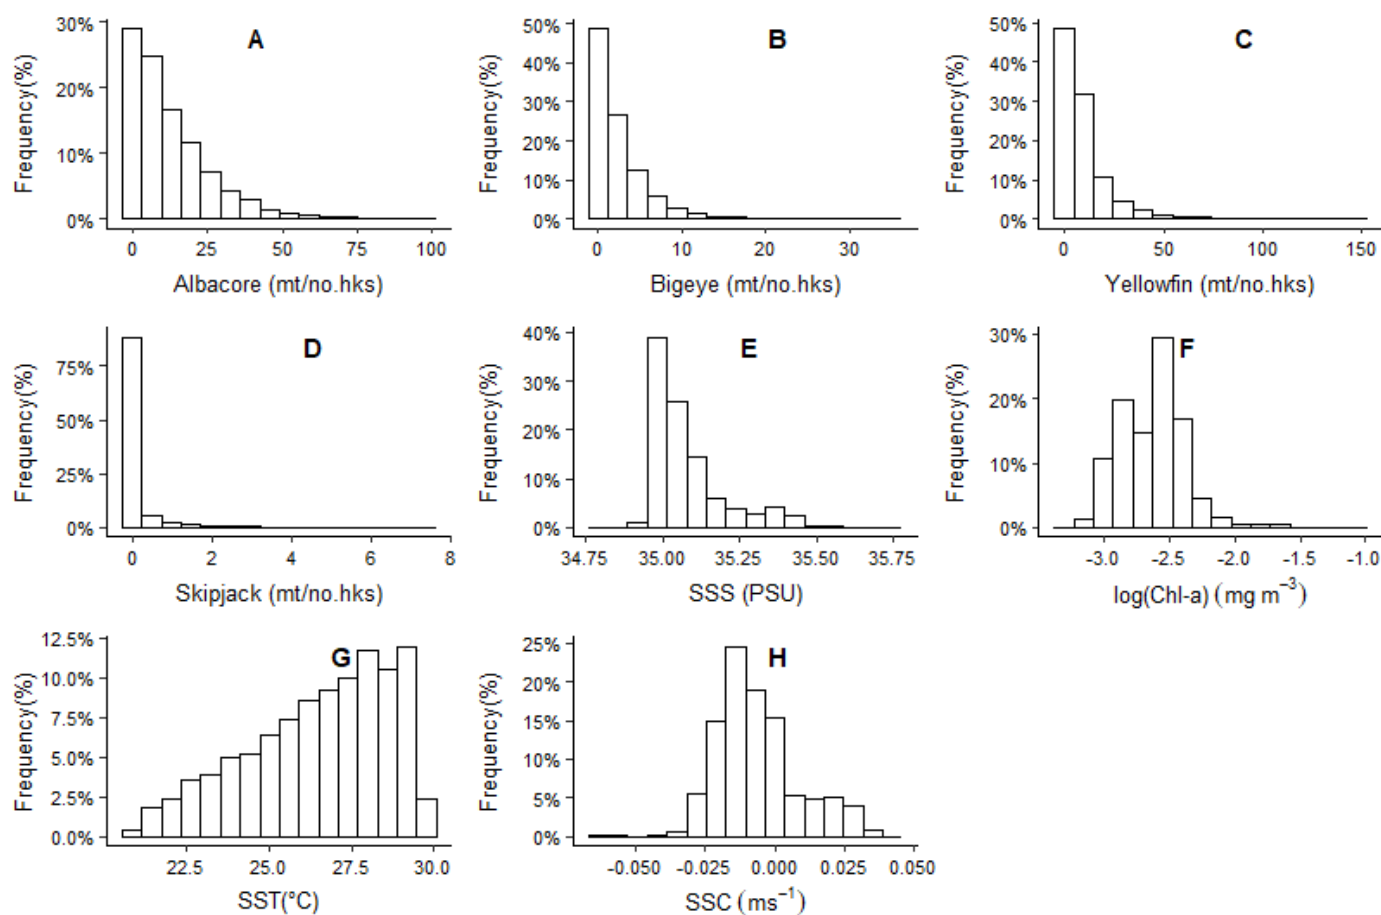 A
B
C
Frequency(%)
30%
20%
10%
0%
0 25 50 75 100
Albacore (mt/no.hks)
Frequency(%)
50%
40%
30%
20%
10%
0%
0 10 20 30
Bigeye (mt/no.hks)
Frequency(%)
50%
40%
30%
20%
10%
0%
0 50 100 150
Yellowfin (mt/no.hks)
D
E
F
Frequency(%)
75%
50%
25%
0%
0 2 4 6 8
Skipjack (mt/no.hks)
Frequency(%)
40%
30%
20%
10%
0%
34.75 35.00 35.25 35.50 35.75
SSS (PSU)
Frequency(%)
30%
20%
10%
0%
-3.0 -2.5 -2.0 -1.5 -1.0
log(Chl-a) (mg m⁻³)
G
H
Frequency(%)
12.5%
10.0%
7.5%
5.0%
2.5%
0.0%
22.5 25.0 27.5 30.0
SST(°C)
Frequency(%)
25%
20%
15%
10%
5%
0%
-0.050 -0.025 0.000 0.025 0.050
SSC (ms⁻¹)